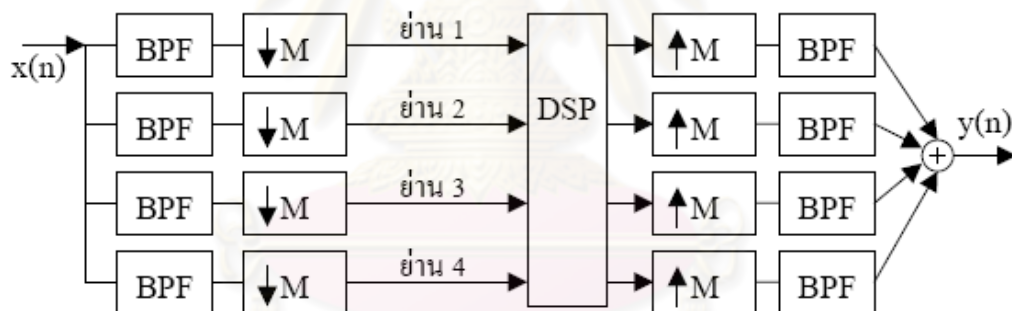 x(n) BPF ↓M ย่าน 1 ↑M BPF
BPF ↓M ย่าน 2 DSP ↑M BPF + y(n)
BPF ↓M ย่าน 3 ↑M BPF
BPF ↓M ย่าน 4 ↑M BPF